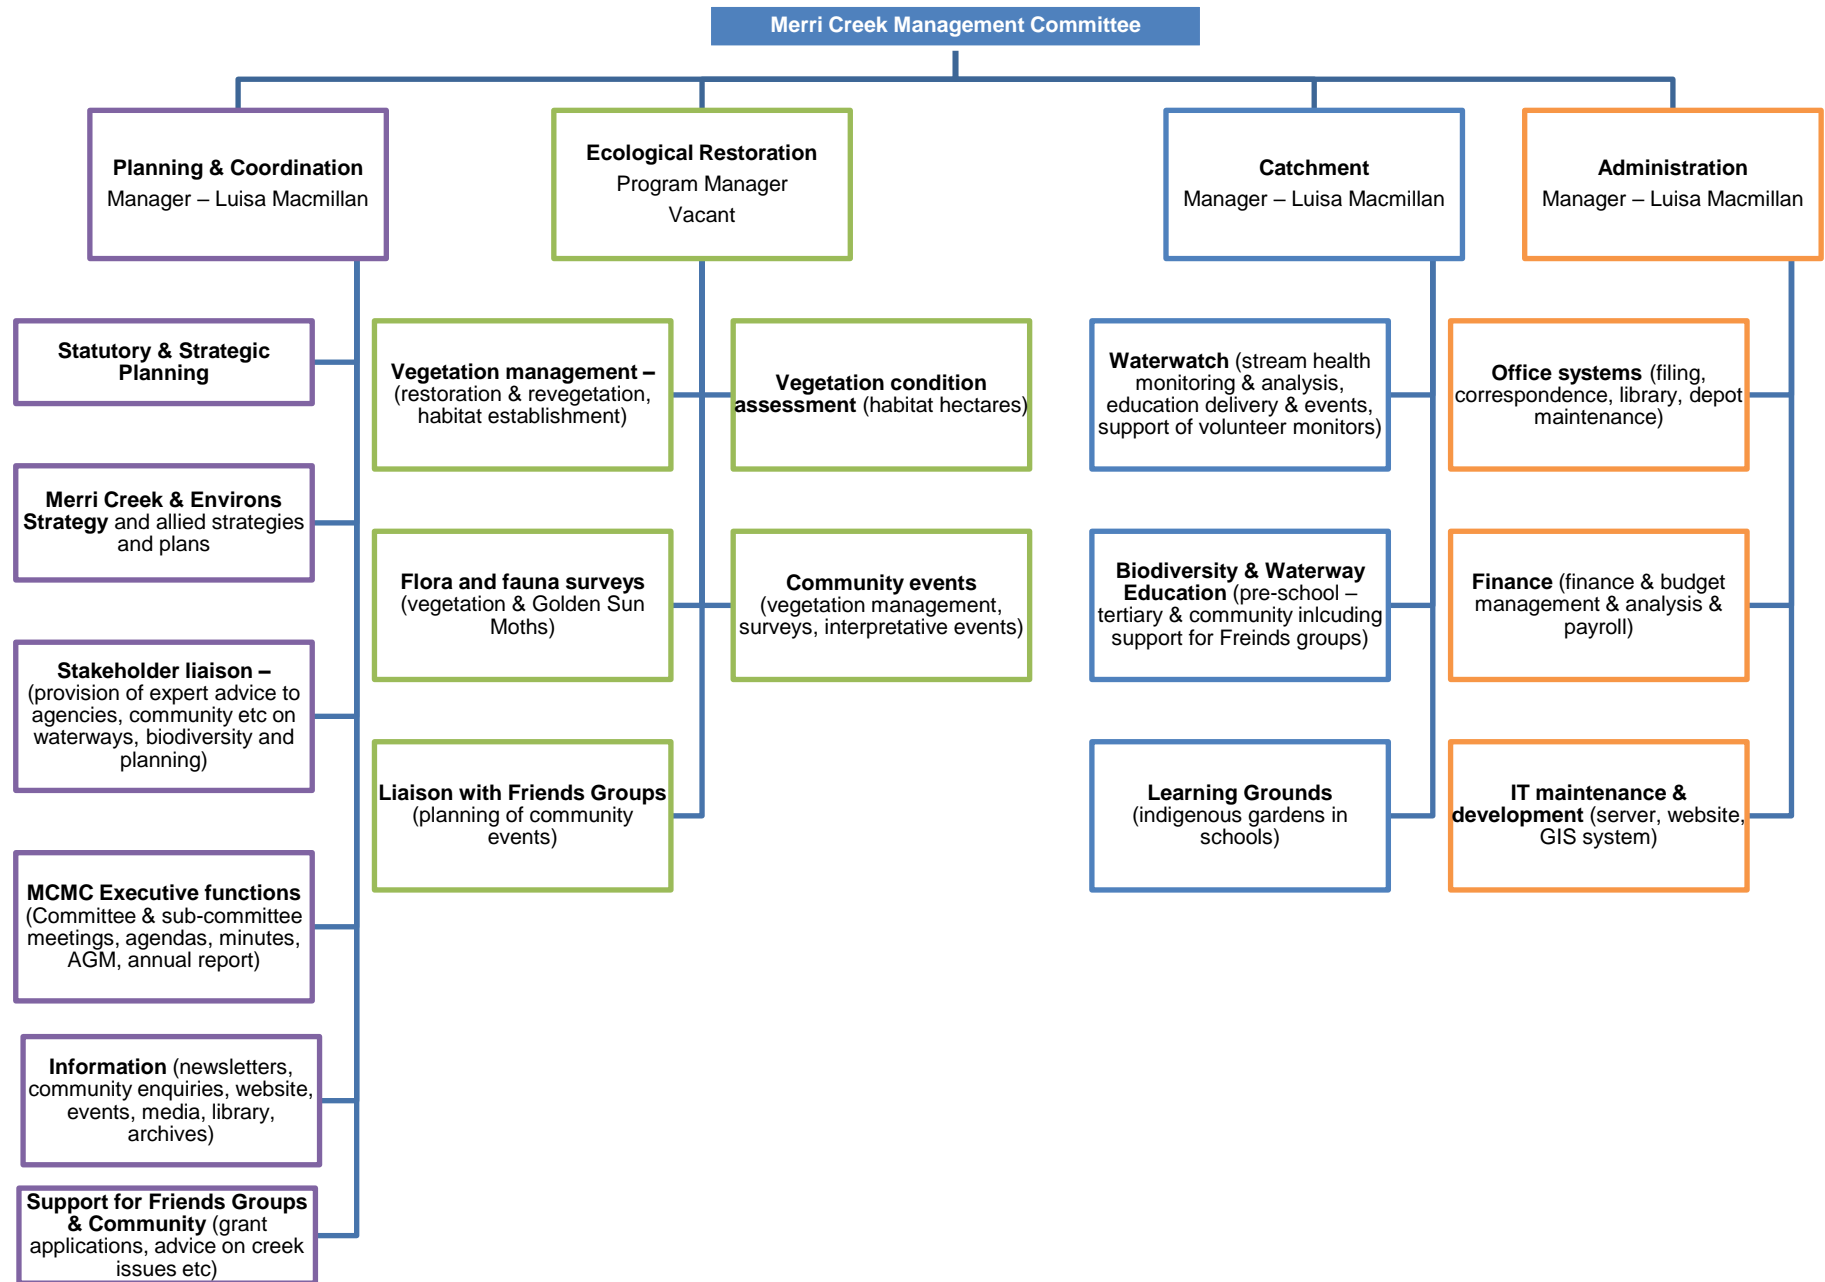 Merri Creek Management Committee
Planning & Coordination
Manager – Luisa Macmillan
Ecological Restoration
Program Manager
Vacant
Catchment
Manager – Luisa Macmillan
Administration
Manager – Luisa Macmillan
Statutory & Strategic
Planning
Merri Creek & Environs
Strategy and allied strategies
and plans
Stakeholder liaison –
(provision of expert advice to
agencies, community etc on
waterways, biodiversity and
planning)
MCMC Executive functions
(Committee & sub-committee
meetings, agendas, minutes,
AGM, annual report)
Information (newsletters,
community enquiries, website,
events, media, library,
archives)
Support for Friends Groups
& Community (grant
applications, advice on creek
issues etc)
Vegetation management –
(restoration & revegetation,
habitat establishment)
Vegetation condition
assessment (habitat hectares)
Flora and fauna surveys
(vegetation & Golden Sun
Moths)
Community events
(vegetation management,
surveys, interpretative events)
Liaison with Friends Groups
(planning of community
events)
Waterwatch (stream health
monitoring & analysis,
education delivery & events,
support of volunteer monitors)
Biodiversity & Waterway
Education (pre-school –
tertiary & community inlcuding
support for Freinds groups)
Learning Grounds
(indigenous gardens in
schools)
Office systems (filing,
correspondence, library, depot
maintenance)
Finance (finance & budget
management & analysis &
payroll)
IT maintenance &
development (server, website,
GIS system)